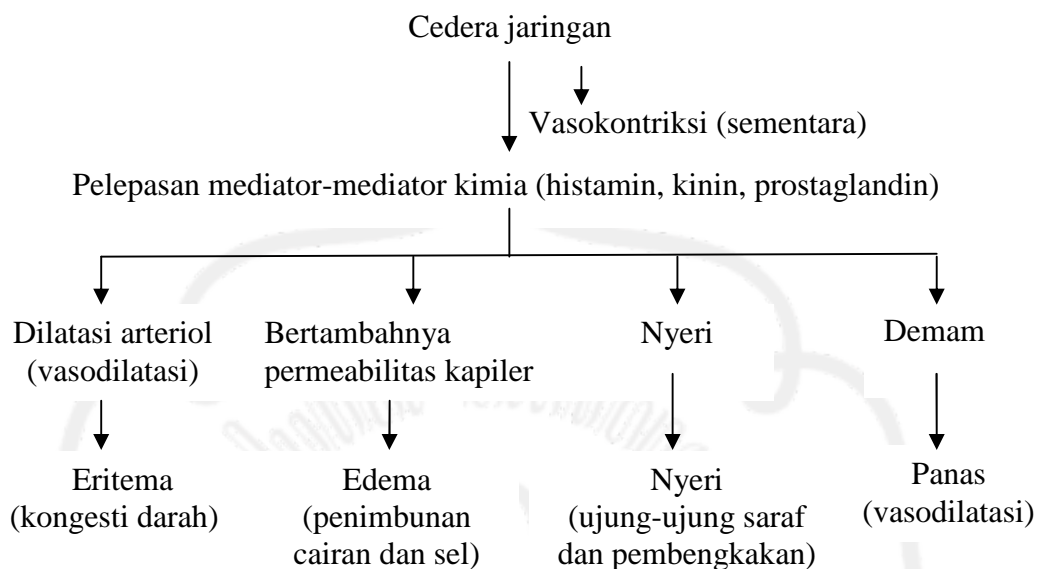 Cedera jaringan
Vasokontriksi (sementara)
Pelepasan mediator-mediator kimia (histamin, kinin, prostaglandin)
Dilatasi arteriol
(vasodilatasi)
Bertambahnya
permeabilitas kapiler
Nyeri
Demam
Eritema
(kongesti darah)
Edema
(penimbunan
cairan dan sel)
Nyeri
(ujung-ujung saraf
dan pembengkakan)
Panas
(vasodilatasi)